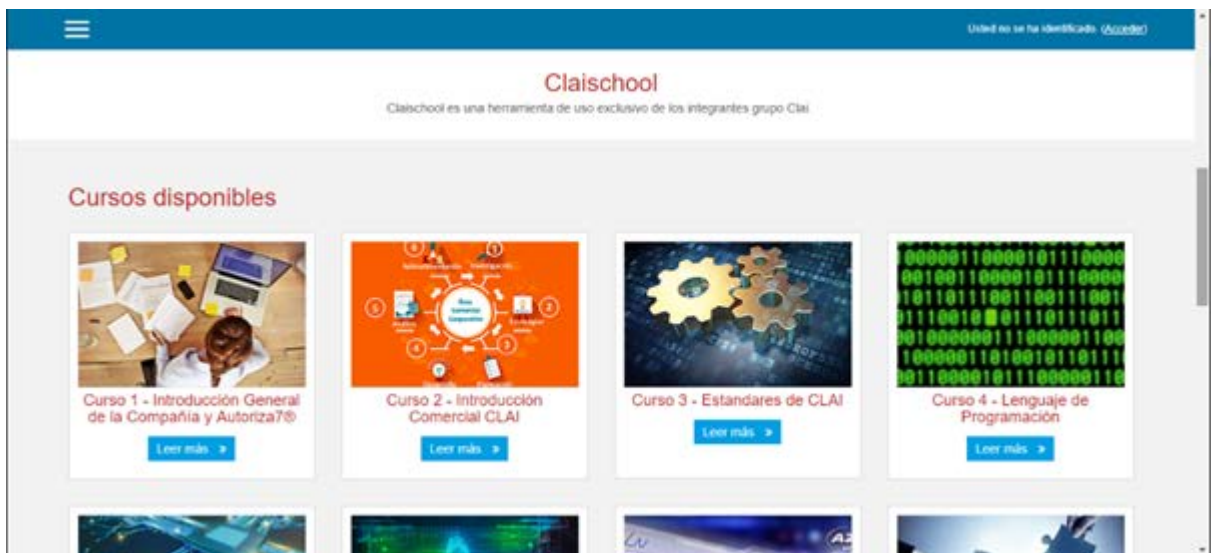 Usted no se ha identificado. (Acceder)
Claischool
Claischool es una herramienta de uso exclusivo de los integrantes grupo Clai
Cursos disponibles
Curso 1 - Introducción General
de la Compañia y Autoriza7®
Leer más »
Curso 2 - Introducción
Comercial CLAI
Leer más »
Curso 3 - Estandares de CLAI
Leer más »
Curso 4 - Lenguaje de
Programación
Leer más »